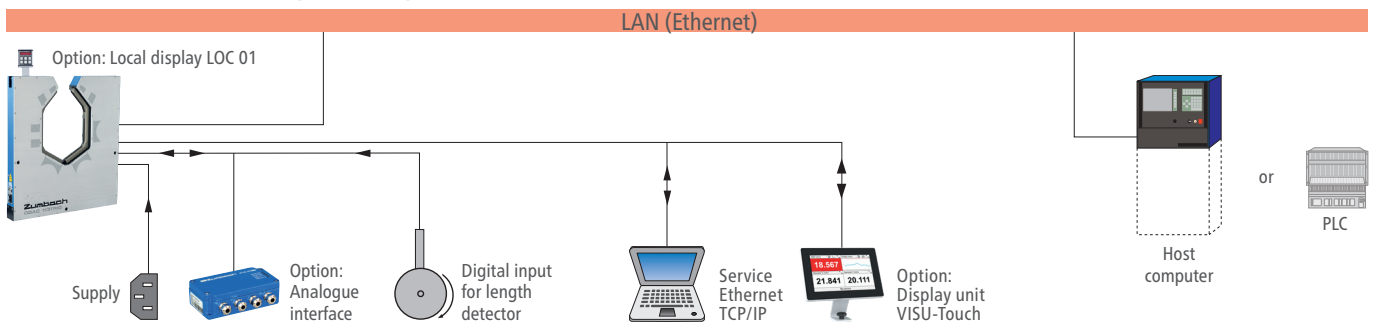 LAN (Ethernet)
Option: Local display LOC 01
Zumbach
Supply
Option:
Analogue
interface
Digital input
for length
detector
Service
Ethernet
TCP/IP
18.567
21.841 20.111
Option:
Display unit
VISU-Touch
Host
computer
or
PLC